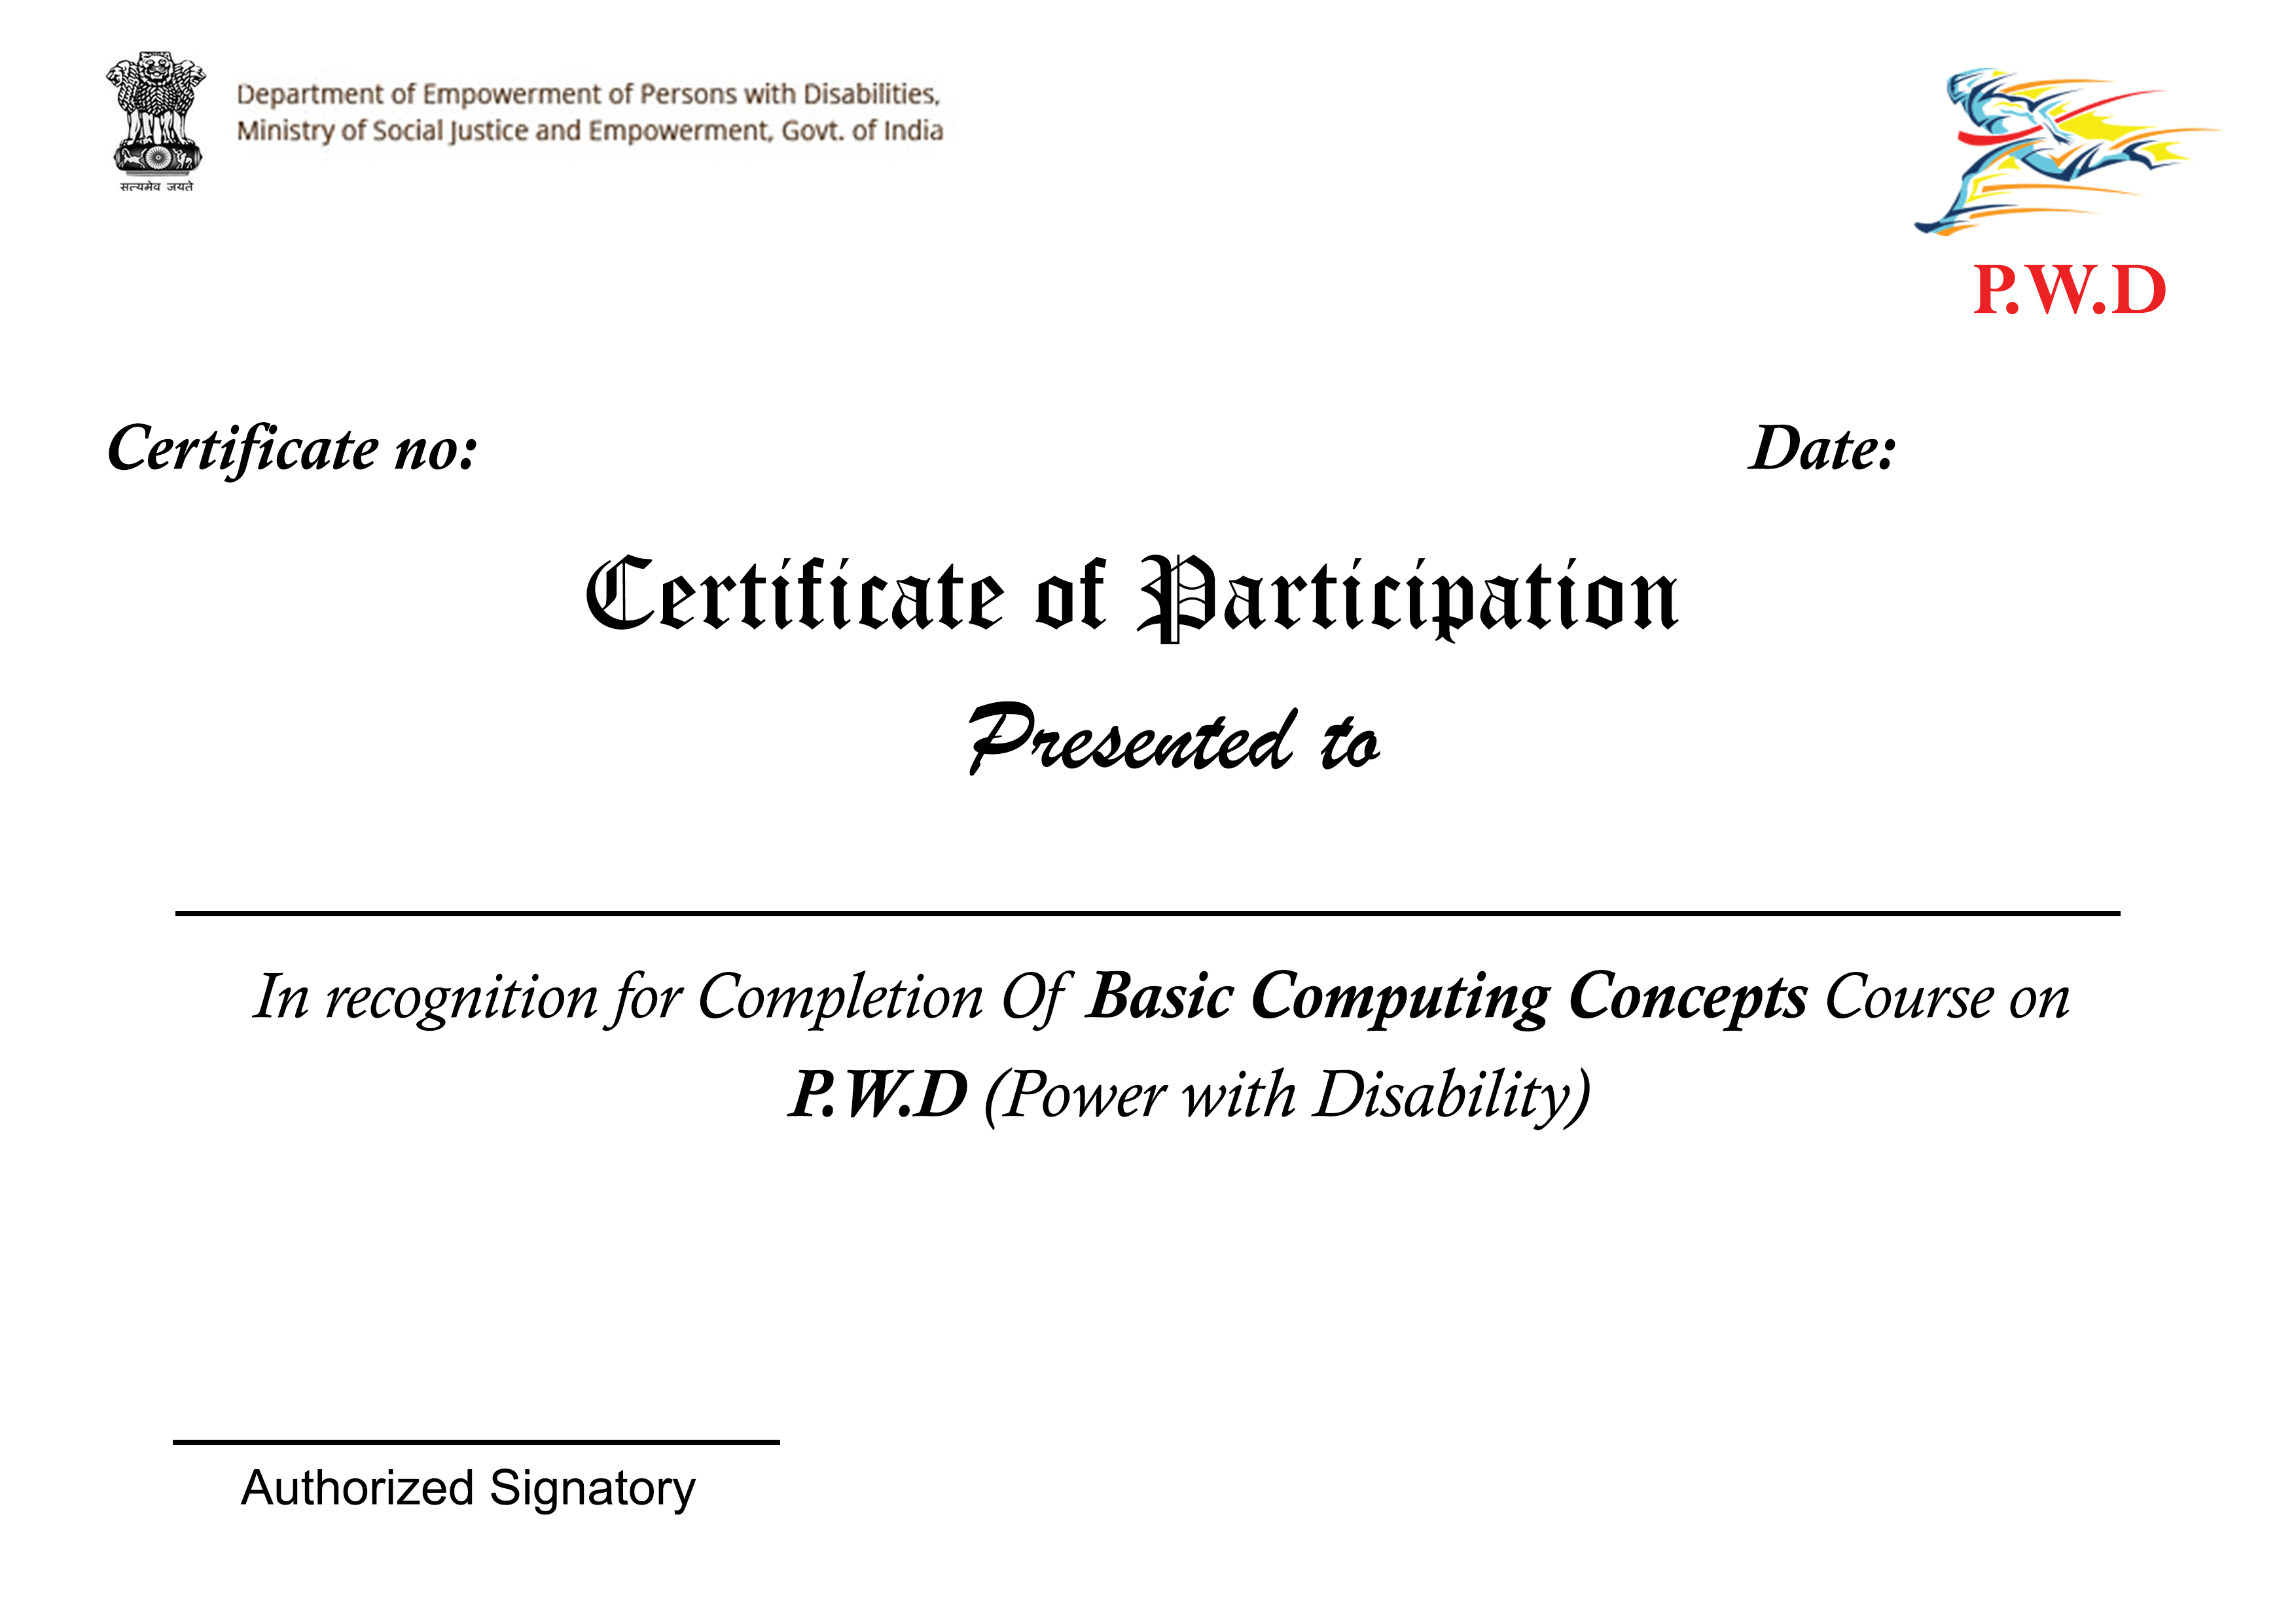 Department of Empowerment of Persons with Disabilities,
Ministry of Social Justice and Empowerment, Govt. of India
सत्यमेव जयते
P.W.D
Certificate no:
Date:
Certificate of Participation
Presented to
In recognition for Completion Of Basic Computing Concepts Course on
P.W.D (Power with Disability)
Authorized Signatory